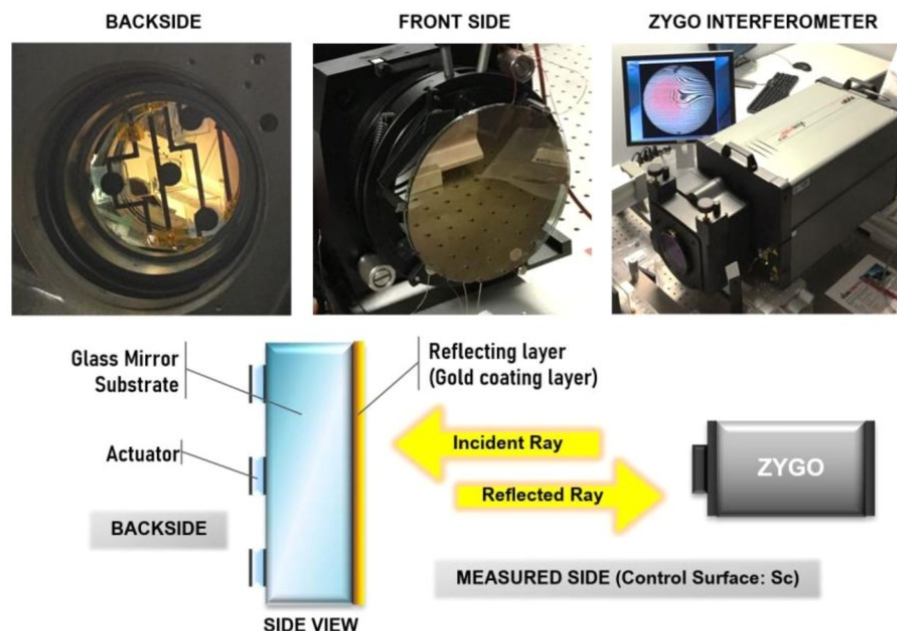 BACKSIDE
FRONT SIDE
ZYGO INTERFEROMETER
Glass Mirror
Substrate
Reflecting layer
(Gold coating layer)
Actuator
Incident Ray
Reflected Ray
ZYGO
BACKSIDE
MEASURED SIDE (Control Surface: Sc)
SIDE VIEW